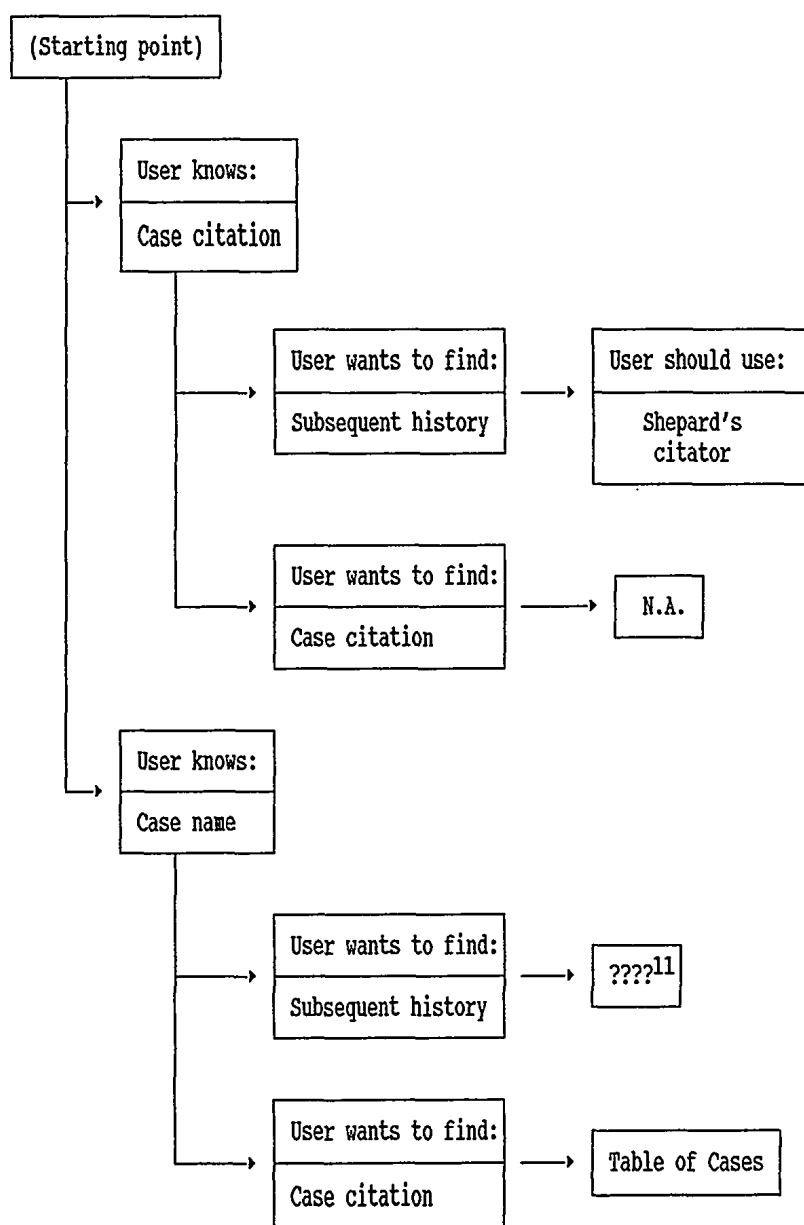 (Starting point)
User knows:
Case citation
User wants to find:
Subsequent history
User should use:
Shepard's
citator
User wants to find:
Case citation
N.A.
User knows:
Case name
User wants to find:
Subsequent history
????11
User wants to find:
Case citation
Table of Cases